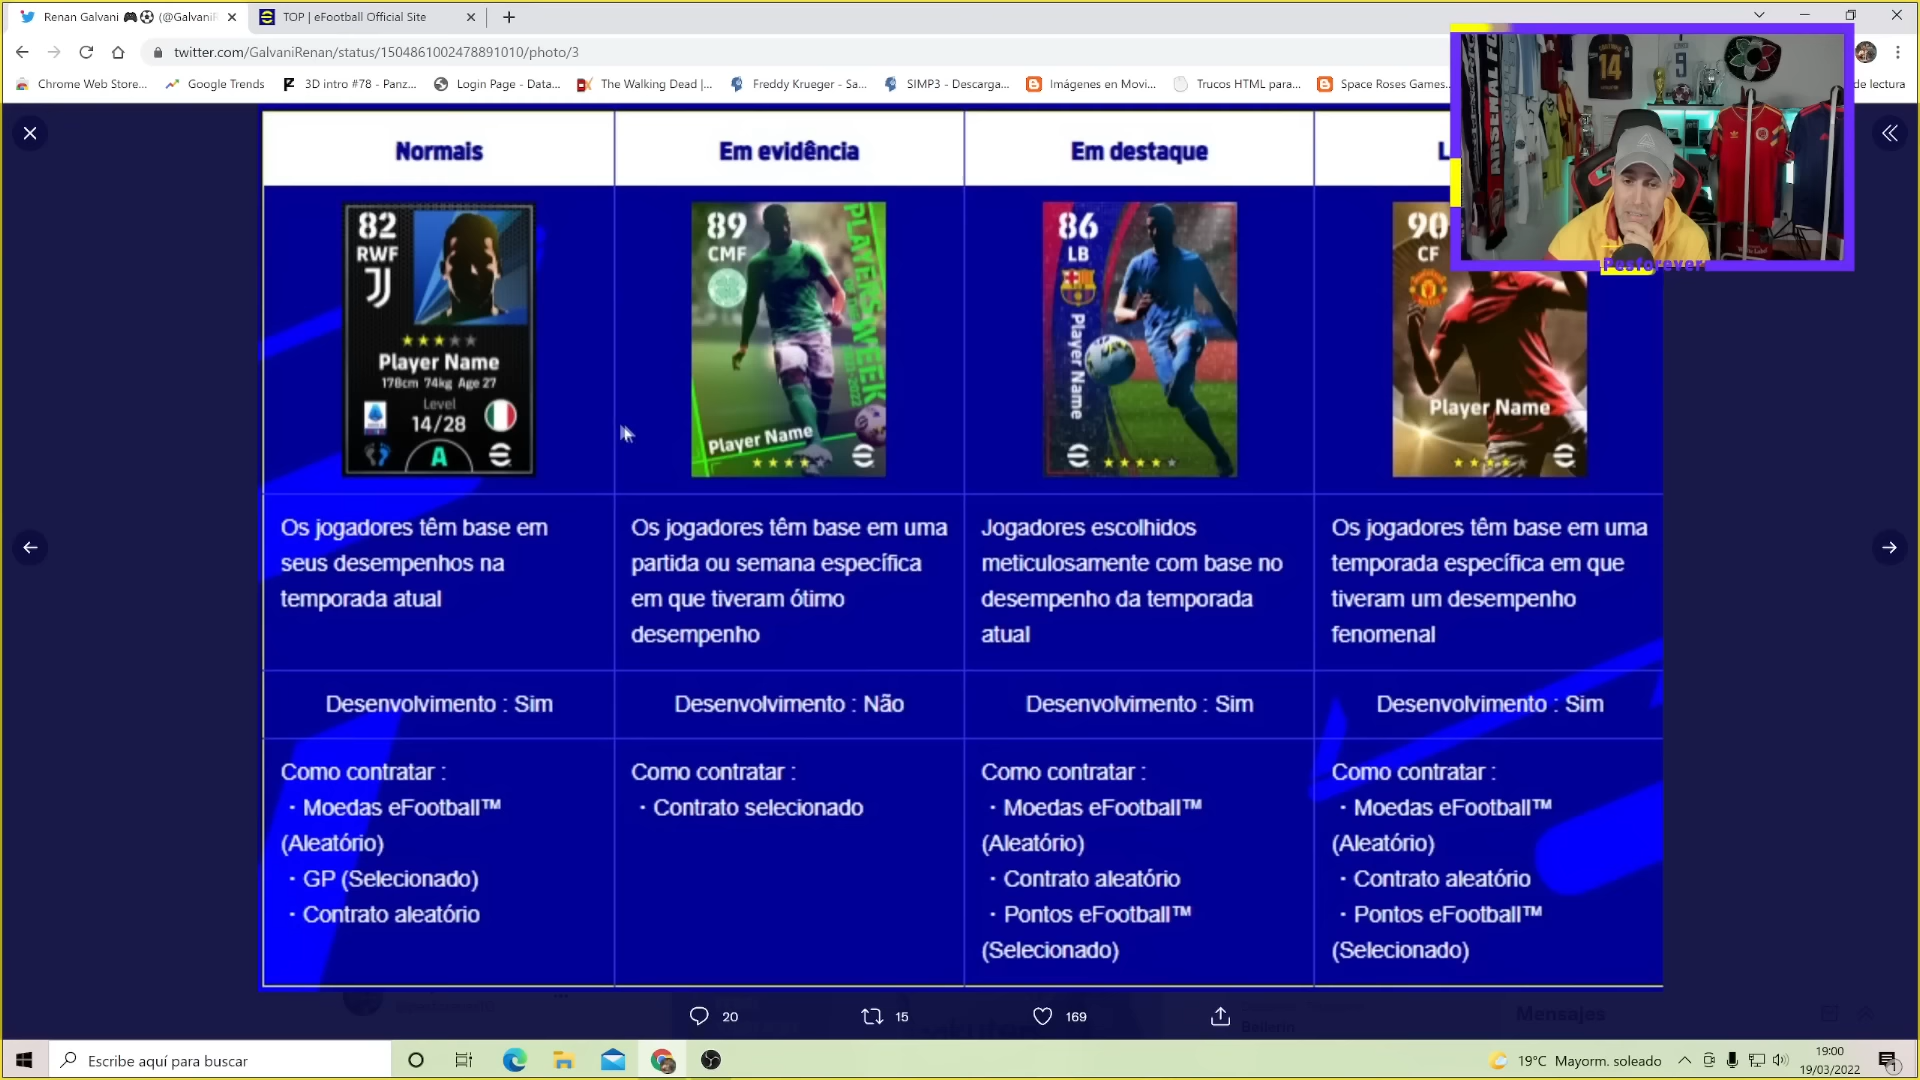 Renan Galvani 🎮⚽ (@GalvaniR
TOP | eFootball Official Site
twitter.com/GalvaniRenan/status/1504861002478891010/photo/3
Chrome Web Store...
Google Trends
3D intro #78 - Panz...
Login Page - Data...
The Walking Dead |...
Freddy Krueger - Sa...
SIMP3 - Descarga...
Imágenes en Movi...
Trucos HTML para...
Space Roses Games...
de lectura
Pesforever
Normais
Em evidência
Em destaque
L
82
RWF
Player Name
178cm 74kg Age 27
Level
14/28
A
89
CMF
PLAYERS OF THE WEEK
2021-2022
Player Name
86
LB
Player Name
90
CF
Player Name
Os jogadores têm base em
seus desempenhos na
temporada atual
Os jogadores têm base em uma
partida ou semana específica
em que tiveram ótimo
desempenho
Jogadores escolhidos
meticulosamente com base no
desempenho da temporada
atual
Os jogadores têm base em uma
temporada específica em que
tiveram um desempenho
fenomenal
Desenvolvimento : Sim
Desenvolvimento : Não
Desenvolvimento : Sim
Desenvolvimento : Sim
Como contratar :
・Moedas eFootball™
(Aleatório)
・GP (Selecionado)
・Contrato aleatório
Como contratar :
・Contrato selecionado
Como contratar :
・Moedas eFootball™
(Aleatório)
・Contrato aleatório
・Pontos eFootball™
(Selecionado)
Como contratar :
・Moedas eFootball™
(Aleatório)
・Contrato aleatório
・Pontos eFootball™
(Selecionado)
20
15
169
Mensajes
Escribe aquí para buscar
19°C Mayorm. soleado
19:00
19/03/2022
1